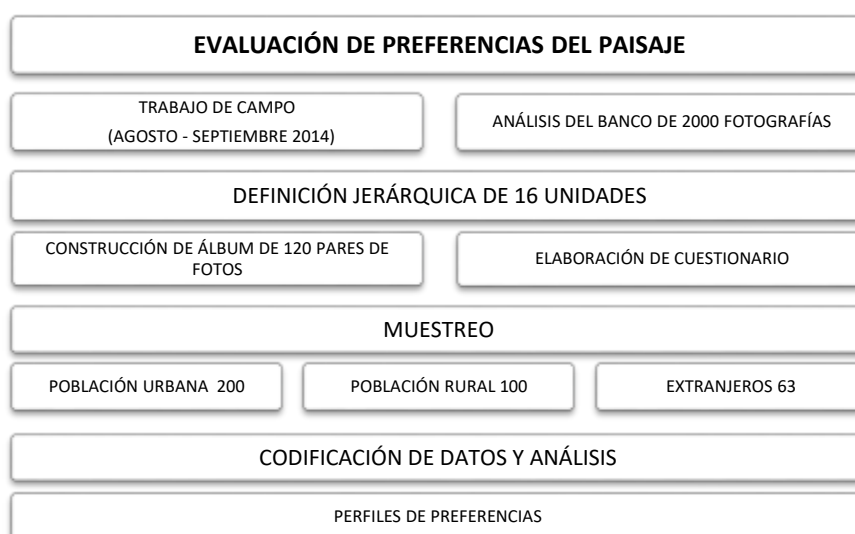 EVALUACIÓN DE PREFERENCIAS DEL PAISAJE
TRABAJO DE CAMPO
(AGOSTO - SEPTIEMBRE 2014)
ANÁLISIS DEL BANCO DE 2000 FOTOGRAFÍAS
DEFINICIÓN JERÁRQUICA DE 16 UNIDADES
CONSTRUCCIÓN DE ÁLBUM DE 120 PARES DE
FOTOS
ELABORACIÓN DE CUESTIONARIO
MUESTREO
POBLACIÓN URBANA 200
POBLACIÓN RURAL 100
EXTRANJEROS 63
CODIFICACIÓN DE DATOS Y ANÁLISIS
PERFILES DE PREFERENCIAS